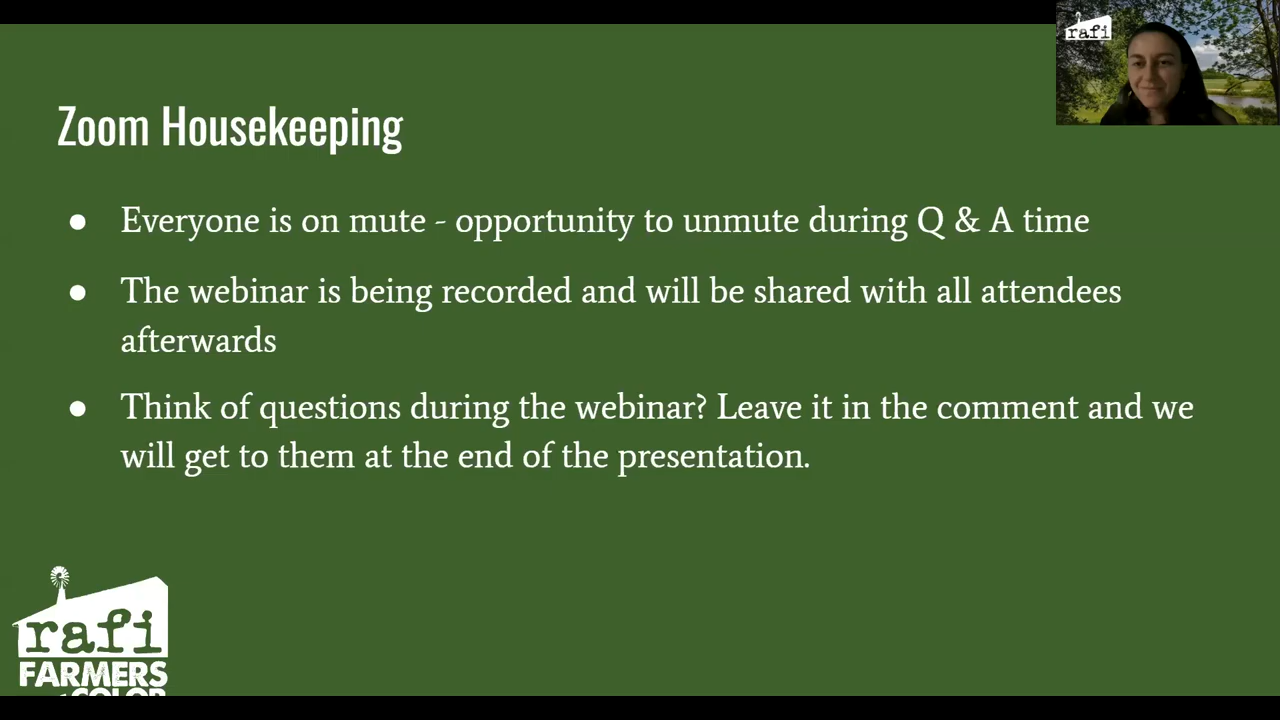 rafi
Zoom Housekeeping
● Everyone is on mute - opportunity to unmute during Q & A time
● The webinar is being recorded and will be shared with all attendees
afterwards
● Think of questions during the webinar? Leave it in the comment and we
will get to them at the end of the presentation.
rafi
FARMERS
COLOR